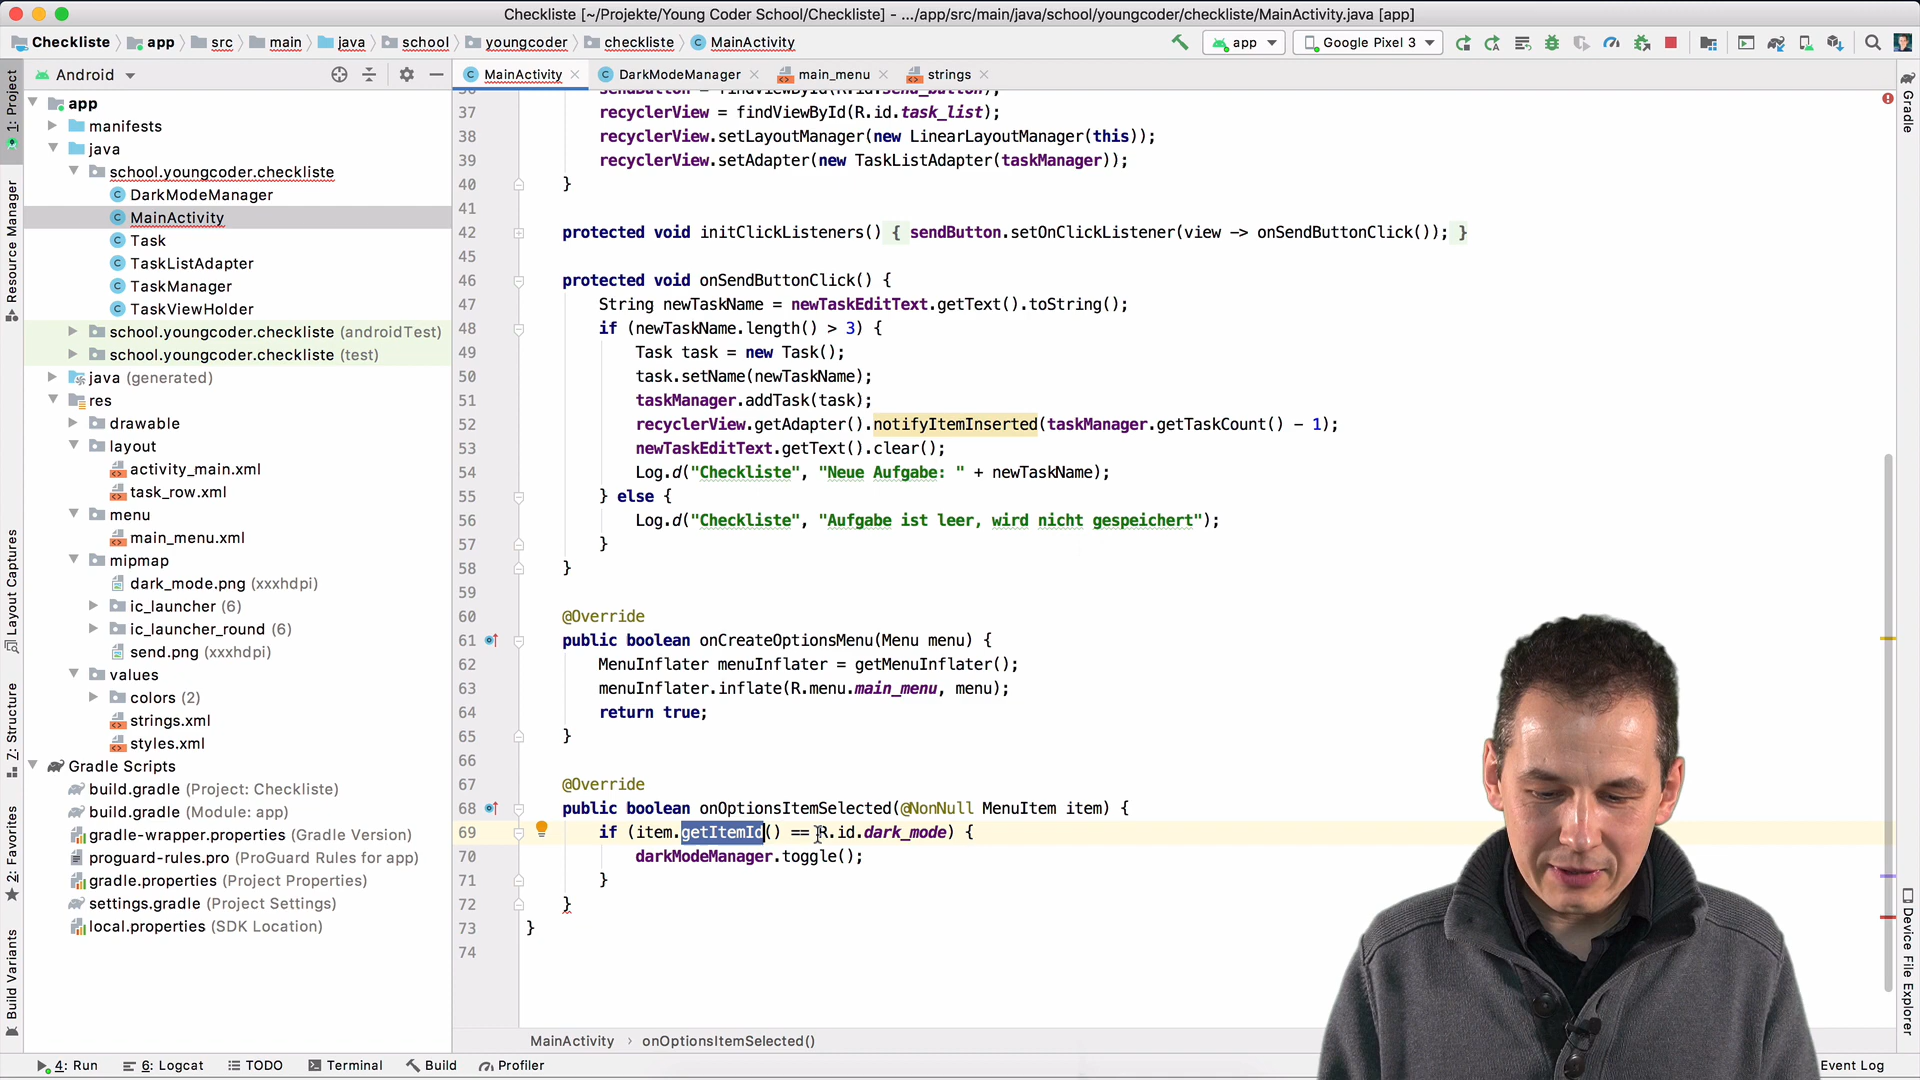 Checkliste [~/Projekte/Young Coder School/Checkliste] - .../app/src/main/java/school/youngcoder/checkliste/MainActivity.java [app]
Checkliste app src main java school youngcoder checkliste MainActivity app Google Pixel 3
Android MainActivity DarkModeManager main_menu strings
1: Project
Resource Manager
Layout Captures
Z: Structure
2: Favorites
Build Variants
app
manifests
java
school.youngcoder.checkliste
DarkModeManager
MainActivity
Task
TaskListAdapter
TaskManager
TaskViewHolder
school.youngcoder.checkliste (androidTest)
school.youngcoder.checkliste (test)
java (generated)
res
drawable
layout
activity_main.xml
task_row.xml
menu
main_menu.xml
mipmap
dark_mode.png (xxxhdpi)
ic_launcher (6)
ic_launcher_round (6)
send.png (xxxhdpi)
values
colors (2)
strings.xml
styles.xml
Gradle Scripts
build.gradle (Project: Checkliste)
build.gradle (Module: app)
gradle-wrapper.properties (Gradle Version)
proguard-rules.pro (ProGuard Rules for app)
gradle.properties (Project Properties)
settings.gradle (Project Settings)
local.properties (SDK Location)
36 sendButton = findViewById(R.id.send_button);
37 recyclerView = findViewById(R.id.task_list);
38 recyclerView.setLayoutManager(new LinearLayoutManager(this));
39 recyclerView.setAdapter(new TaskListAdapter(taskManager));
40 }
41
42 protected void initClickListeners() { sendButton.setOnClickListener(view -> onSendButtonClick()); }
45
46 protected void onSendButtonClick() {
47 String newTaskName = newTaskEditText.getText().toString();
48 if (newTaskName.length() > 3) {
49 Task task = new Task();
50 task.setName(newTaskName);
51 taskManager.addTask(task);
52 recyclerView.getAdapter().notifyItemInserted(taskManager.getTaskCount() - 1);
53 newTaskEditText.getText().clear();
54 Log.d("Checkliste", "Neue Aufgabe: " + newTaskName);
55 } else {
56 Log.d("Checkliste", "Aufgabe ist leer, wird nicht gespeichert");
57 }
58 }
59
60 @Override
61 public boolean onCreateOptionsMenu(Menu menu) {
62 MenuInflater menuInflater = getMenuInflater();
63 menuInflater.inflate(R.menu.main_menu, menu);
64 return true;
65 }
66
67 @Override
68 public boolean onOptionsItemSelected(@NonNull MenuItem item) {
69 if (item.getItemId() == R.id.dark_mode) {
70 darkModeManager.toggle();
71 }
72 }
73 }
74
MainActivity › onOptionsItemSelected()
Gradle
Device File Explorer
4: Run 6: Logcat TODO Terminal Build Profiler Event Log